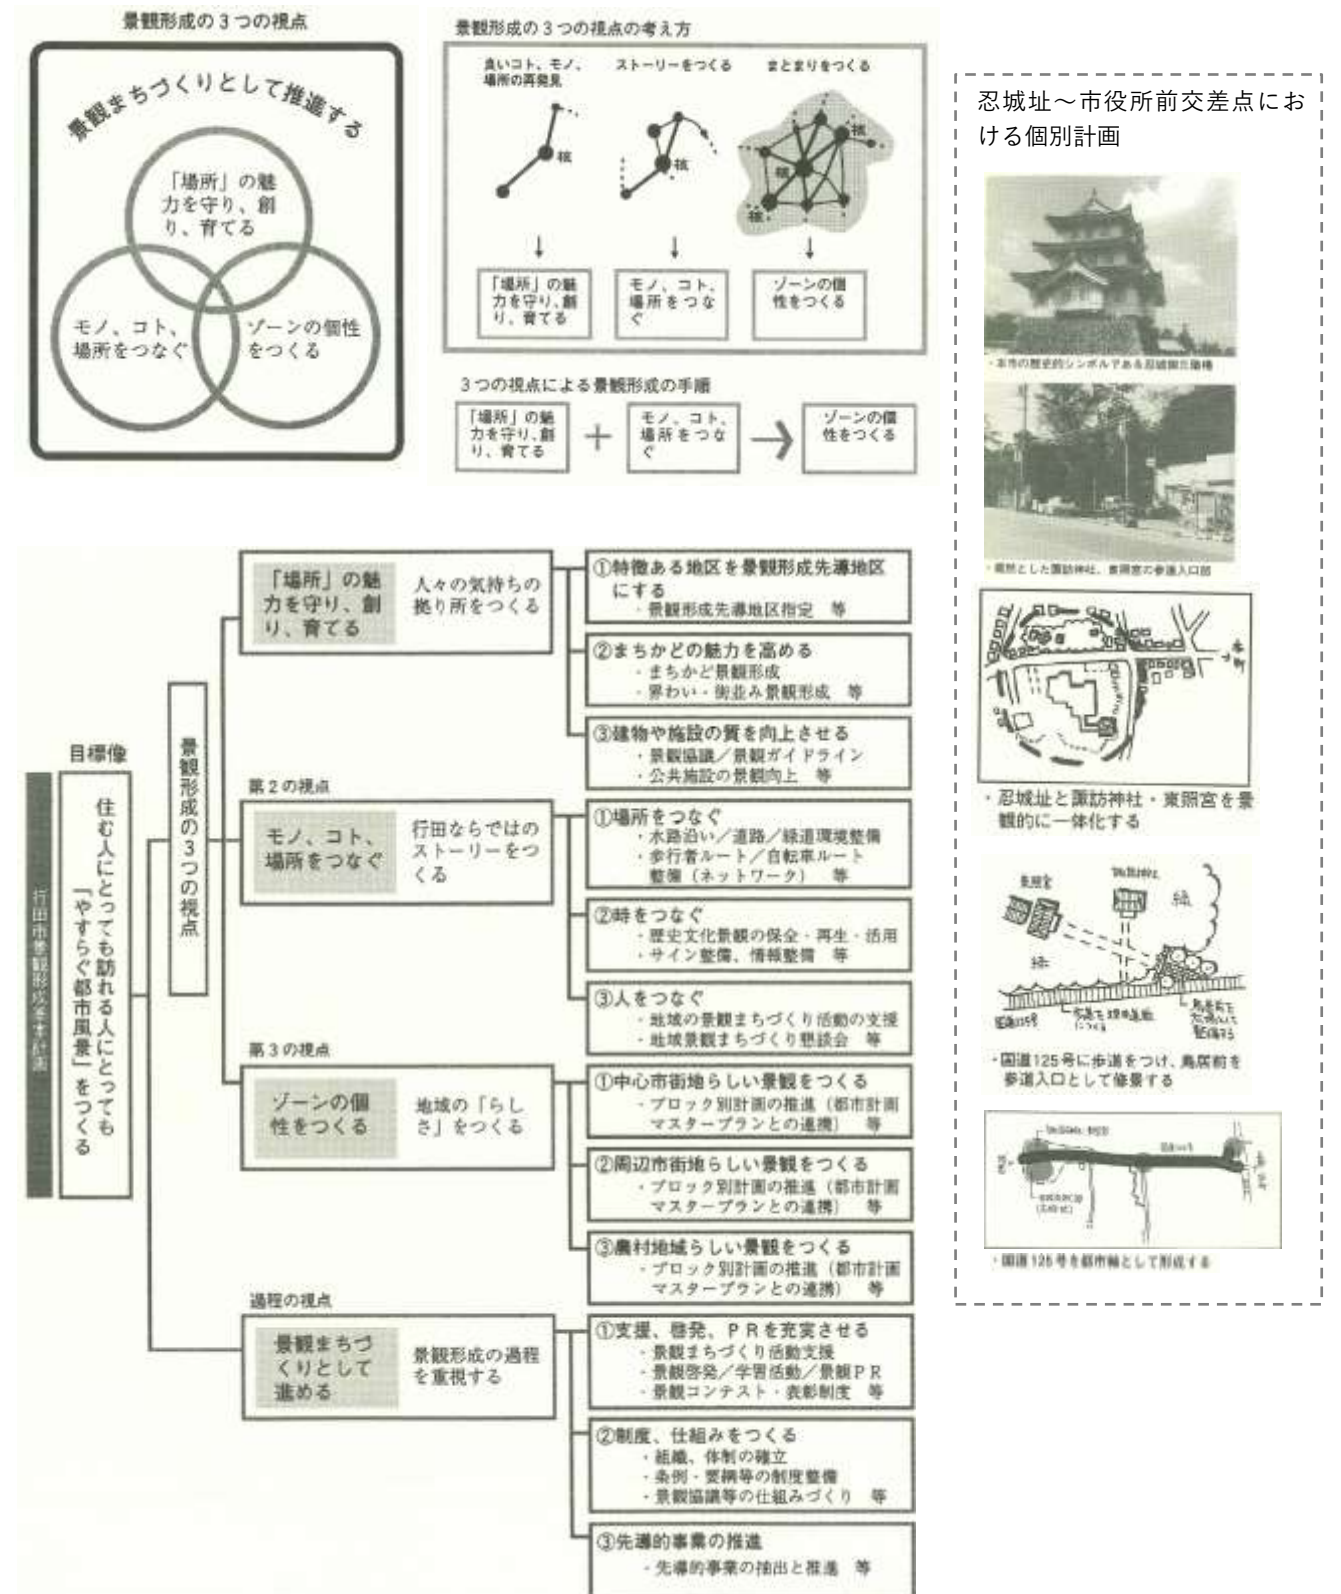 景観形成の３つの視点
景観まちづくりとして推進する
「場所」の魅
力を守り、創
り、育てる
モノ、コト、
場所をつなぐ
ゾーンの個性
をつくる
景観形成の３つの視点の考え方
良いコト、モノ、
場所の再発見
ストーリーをつくる
まとまりをつくる
核
核
核
核
核
「場所」の魅
力を守り、創
り、育てる
モノ、コト、
場所をつな
ぐ
ゾーンの個
性をつくる
３つの視点による景観形成の手順
「場所」の魅
力を守り、創
り、育てる
＋
モノ、コト、
場所をつな
ぐ
ゾーンの個
性をつくる
行田市景観形成基本計画
目標像
住む人にとっても訪れる人にとっても
「やすらぐ都市風景」をつくる
景観形成の３つの視点
「場所」の魅
力を守り、創
り、育てる
人々の気持ちの
拠り所をつくる
①特徴ある地区を景観形成先導地区
にする
・景観形成先導地区指定　等
②まちかどの魅力を高める
・まちかど景観形成
・界わい・街並み景観形成　等
③建物や施設の質を向上させる
・景観協議／景観ガイドライン
・公共施設の景観向上　等
第２の視点
モノ、コト、
場所をつなぐ
行田ならではの
ストーリーをつ
くる
①場所をつなぐ
・水路沿い／道路／緑道環境整備
・歩行者ルート／自転車ルート
整備（ネットワーク）　等
②時をつなぐ
・歴史文化景観の保全・再生・活用
・サイン整備、情報整備　等
③人をつなぐ
・地域の景観まちづくり活動の支援
・地域景観まちづくり懇談会　等
第３の視点
ゾーンの個
性をつくる
地域の「らし
さ」をつくる
①中心市街地らしい景観をつくる
・ブロック別計画の推進（都市計画
マスタープランとの連携）　等
②周辺市街地らしい景観をつくる
・ブロック別計画の推進（都市計画
マスタープランとの連携）　等
③農村地域らしい景観をつくる
・ブロック別計画の推進（都市計画
マスタープランとの連携）　等
過程の視点
景観まちづ
くりとして
進める
景観形成の過程
を重視する
①支援、啓発、ＰＲを充実させる
・景観まちづくり活動支援
・景観啓発／学習活動／景観ＰＲ
・景観コンテスト・表彰制度　等
②制度、仕組みをつくる
・組織、体制の確立
・条例・要綱等の制度整備
・景観協議等の仕組みづくり　等
③先導的事業の推進
・先導的事業の抽出と推進　等
忍城址～市役所前交差点にお
ける個別計画
・本市の歴史的シンボルである忍城御三階櫓
とした諏訪神社、東照宮の参道入口部
・忍城址と諏訪神社・東照宮を景
観的に一体化する
東照宮
諏訪神社
緑
緑
国道125号
・国道125号に歩道をつけ、鳥居前を
参道入口として修景する
・国道125号を都市軸として形成する